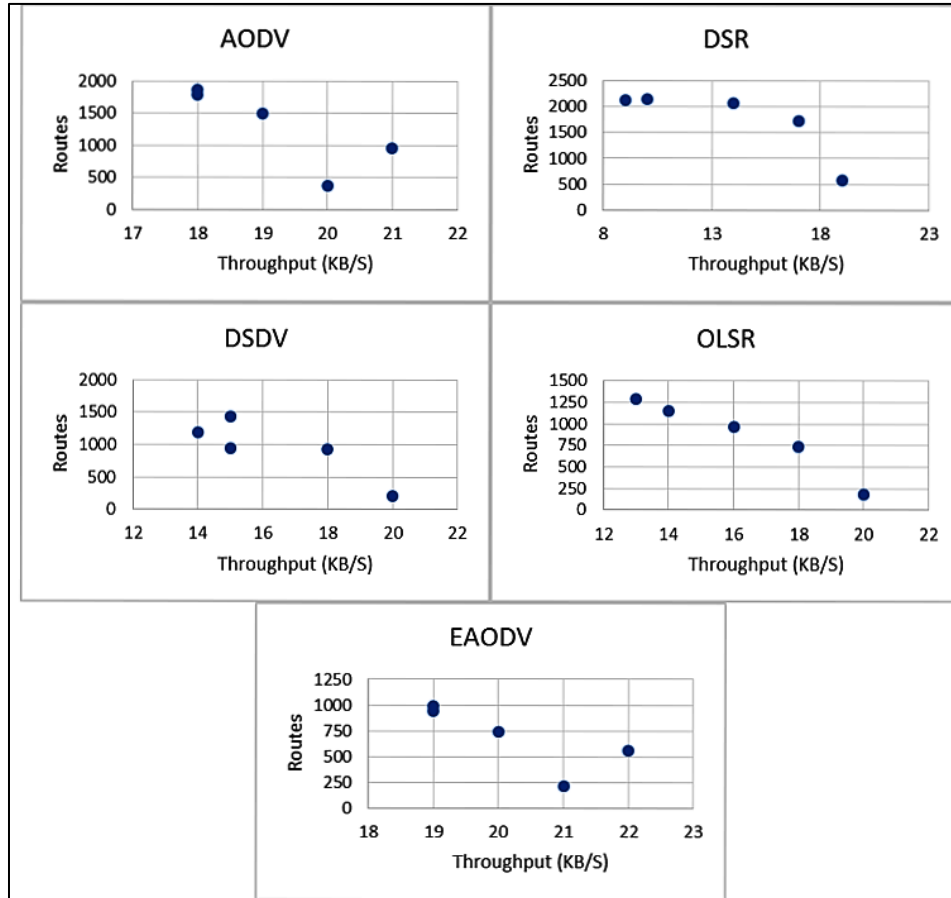 AODV
Routes
2000
1500
1000
500
0
17 18 19 20 21 22
Throughput (KB/S)
DSR
Routes
2500
2000
1500
1000
500
0
8 13 18 23
Throughput (KB/S)
DSDV
Routes
2000
1500
1000
500
0
12 14 16 18 20 22
Throughput (KB/S)
OLSR
Routes
1500
1250
1000
750
500
250
0
12 14 16 18 20 22
Throughput (KB/S)
EAODV
Routes
1250
1000
750
500
250
0
18 19 20 21 22 23
Throughput (KB/S)